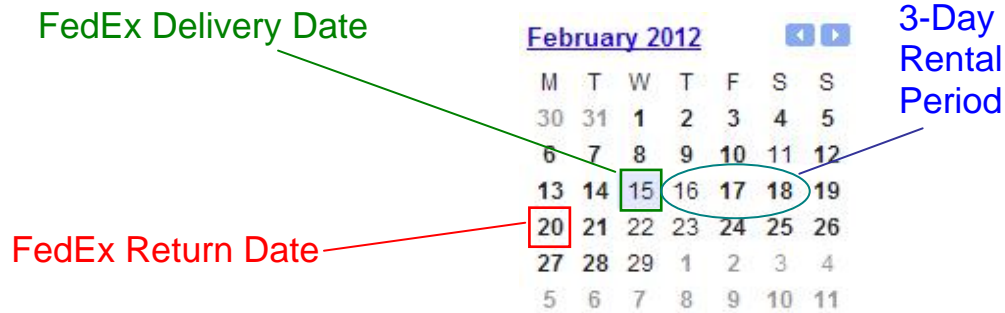 FedEx Delivery Date
3-Day
Rental
Period
February 2012
M T W T F S S
30 31 1 2 3 4 5
6 7 8 9 10 11 12
13 14 15 16 17 18 19
20 21 22 23 24 25 26
27 28 29 1 2 3 4
5 6 7 8 9 10 11
FedEx Return Date